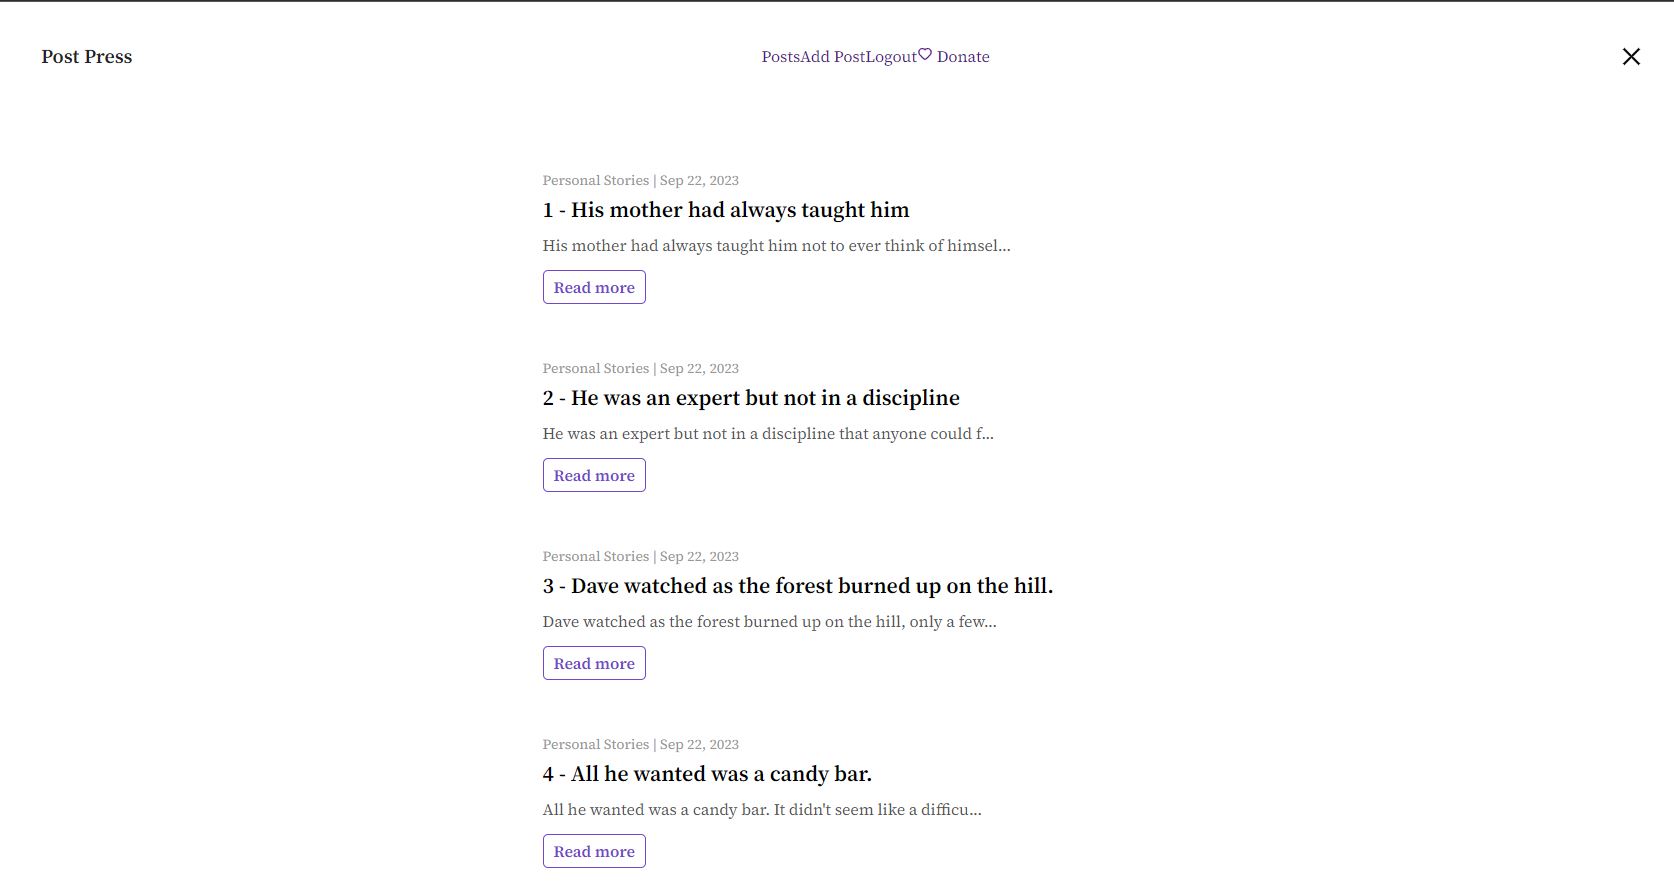 Post Press
PostsAdd PostLogout♡ Donate
Personal Stories | Sep 22, 2023
1 - His mother had always taught him
His mother had always taught him not to ever think of himsel...
Read more
Personal Stories | Sep 22, 2023
2 - He was an expert but not in a discipline
He was an expert but not in a discipline that anyone could f...
Read more
Personal Stories | Sep 22, 2023
3 - Dave watched as the forest burned up on the hill.
Dave watched as the forest burned up on the hill, only a few...
Read more
Personal Stories | Sep 22, 2023
4 - All he wanted was a candy bar.
All he wanted was a candy bar. It didn't seem like a difficu...
Read more